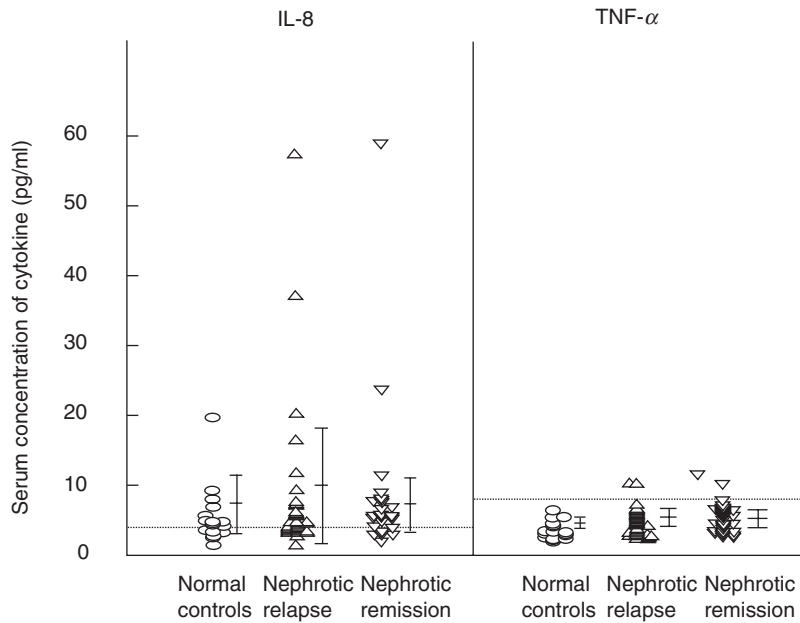 IL-8
TNF-α
Serum concentration of cytokine (pg/ml)
60
50
40
30
20
10
0
Normal
controls
Nephrotic
relapse
Nephrotic
remission
Normal
controls
Nephrotic
relapse
Nephrotic
remission